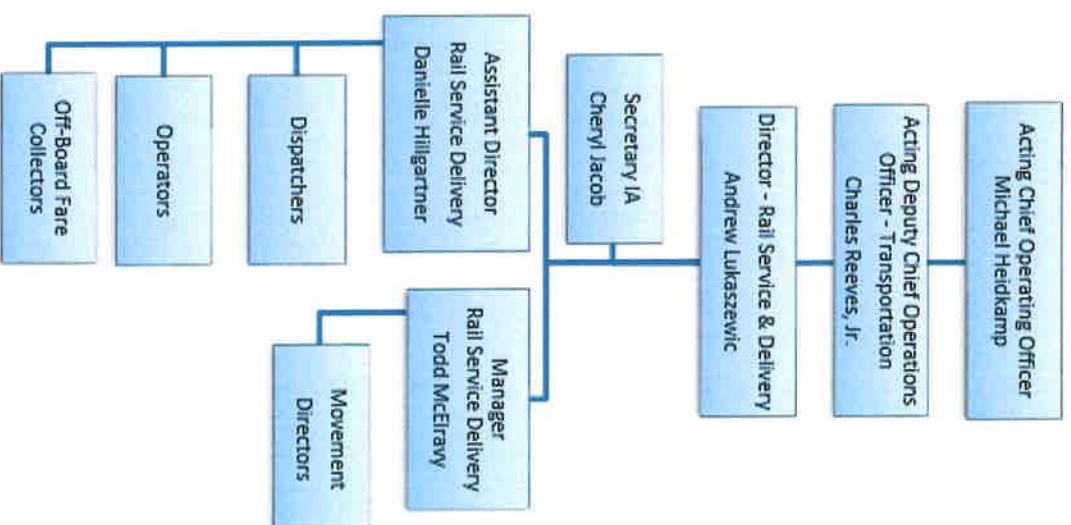 Acting Chief Operating Officer
Michael Heidkamp
Acting Deputy Chief Operations
Officer - Transportation
Charles Reeves, Jr.
Director - Rail Service & Delivery
Andrew Lukaszewic
Secretary IA
Cheryl Jacob
Assistant Director
Rail Service Delivery
Danielle Hillgartner
Manager
Rail Service Delivery
Todd McElravy
Dispatchers
Operators
Off-Board Fare
Collectors
Movement
Directors